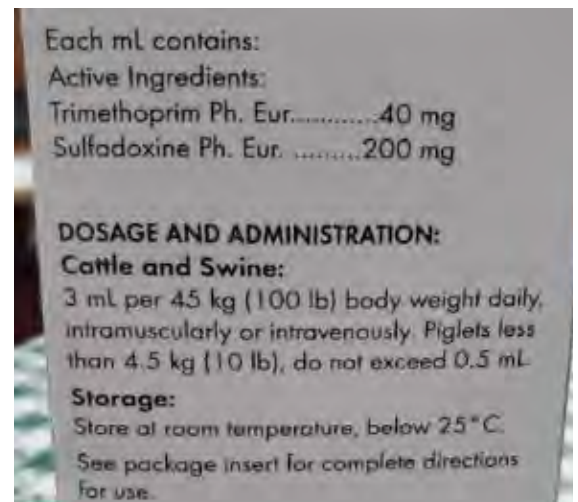 Each mL contains:
Active Ingredients:
Trimethoprim Ph. Eur.............40 mg
Sulfadoxine Ph. Eur. .........200 mg
DOSAGE AND ADMINISTRATION:
Cattle and Swine:
3 mL per 45 kg (100 lb) body weight daily,
intramuscularly or intravenously. Piglets less
than 4.5 kg (10 lb), do not exceed 0.5 mL
Storage:
Store at room temperature, below 25°C.
See package insert for complete directions
for use.